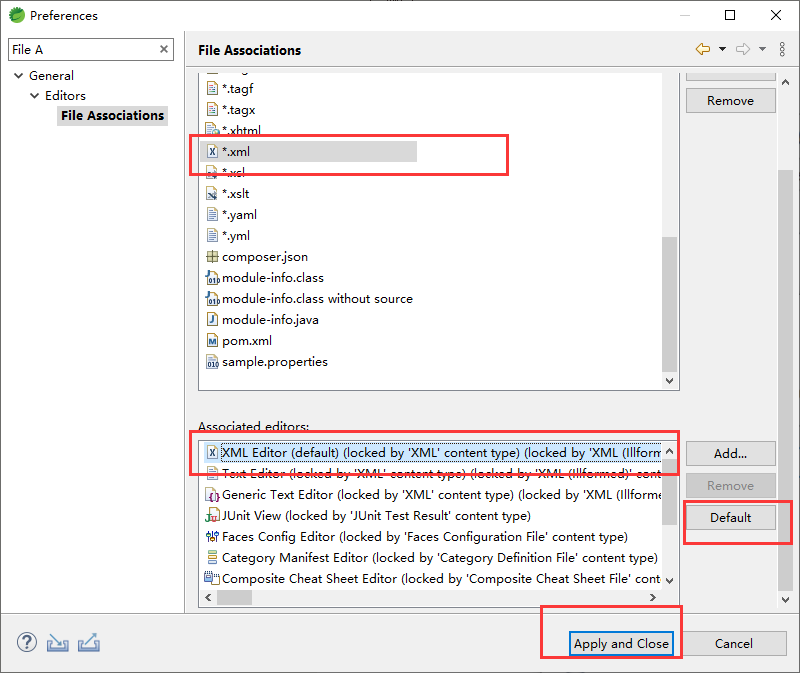 Preferences
File A
General
Editors
File Associations
File Associations
*.tagf
*.tagx
*.xhtml
*.xml
*.xsl
*.xslt
*.yaml
*.yml
composer.json
module-info.class
module-info.class without source
module-info.java
pom.xml
sample.properties
Remove
Associated editors:
XML Editor (default) (locked by 'XML' content type) (locked by 'XML (Illform
Text Editor (locked by 'XML' content type) (locked by 'XML (Illformed)' cont
Generic Text Editor (locked by 'XML' content type) (locked by 'XML (Illforme
JUnit View (locked by 'JUnit Test Result' content type)
Faces Config Editor (locked by 'Faces Configuration File' content type)
Category Manifest Editor (locked by 'Category Definition File' content type)
Composite Cheat Sheet Editor (locked by 'Composite Cheat Sheet File' cont
Add...
Remove
Default
Apply and Close
Cancel